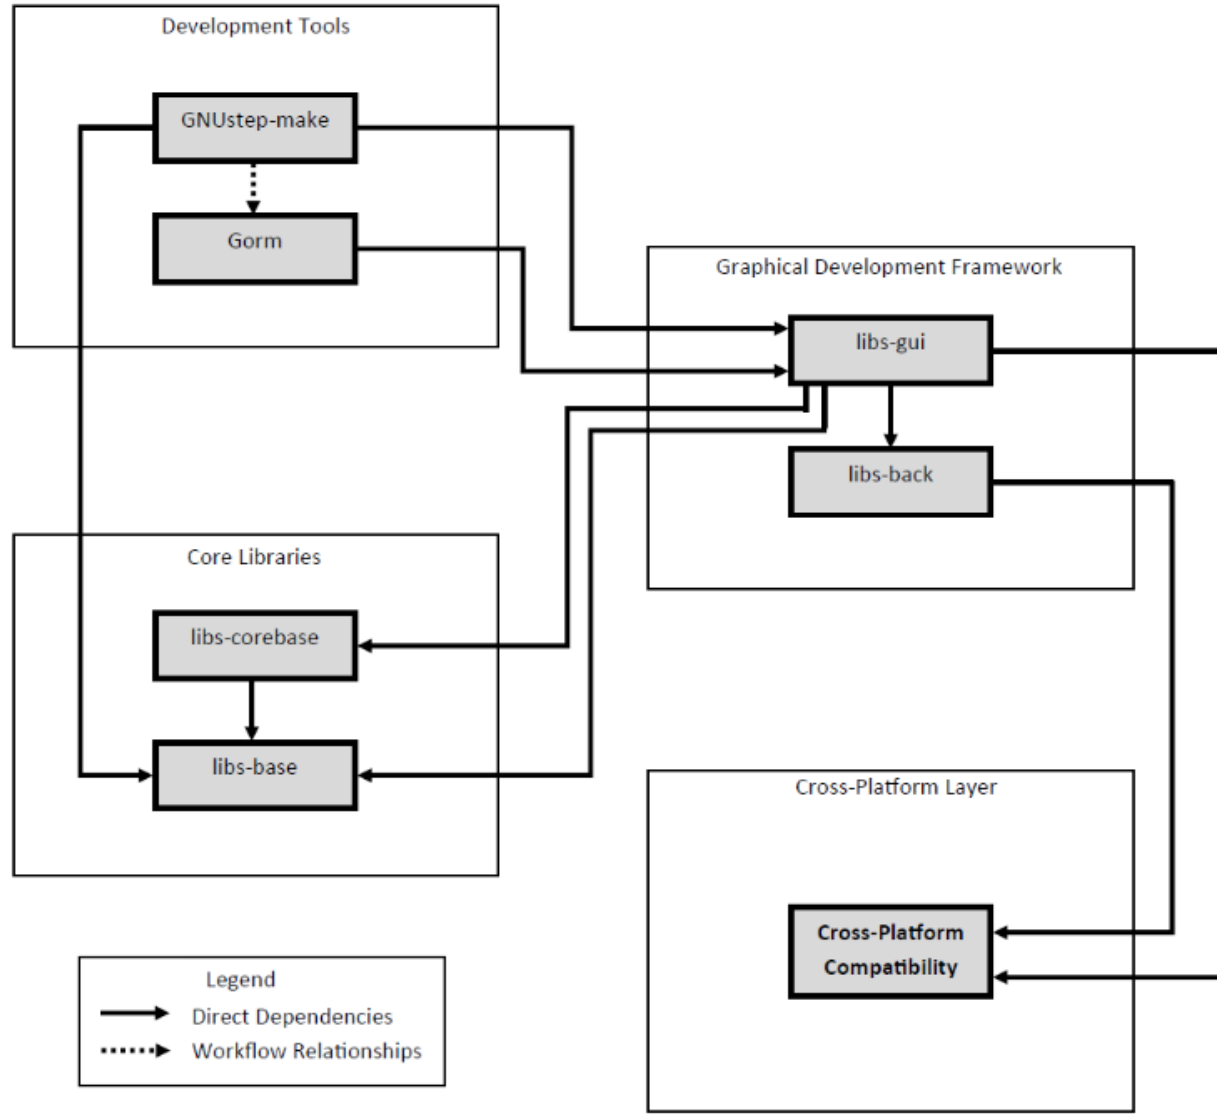 Development Tools
GNUstep-make
Gorm
Graphical Development Framework
libs-gui
libs-back
Core Libraries
libs-corebase
libs-base
Cross-Platform Layer
Cross-Platform
Compatibility
Legend
Direct Dependencies
Workflow Relationships